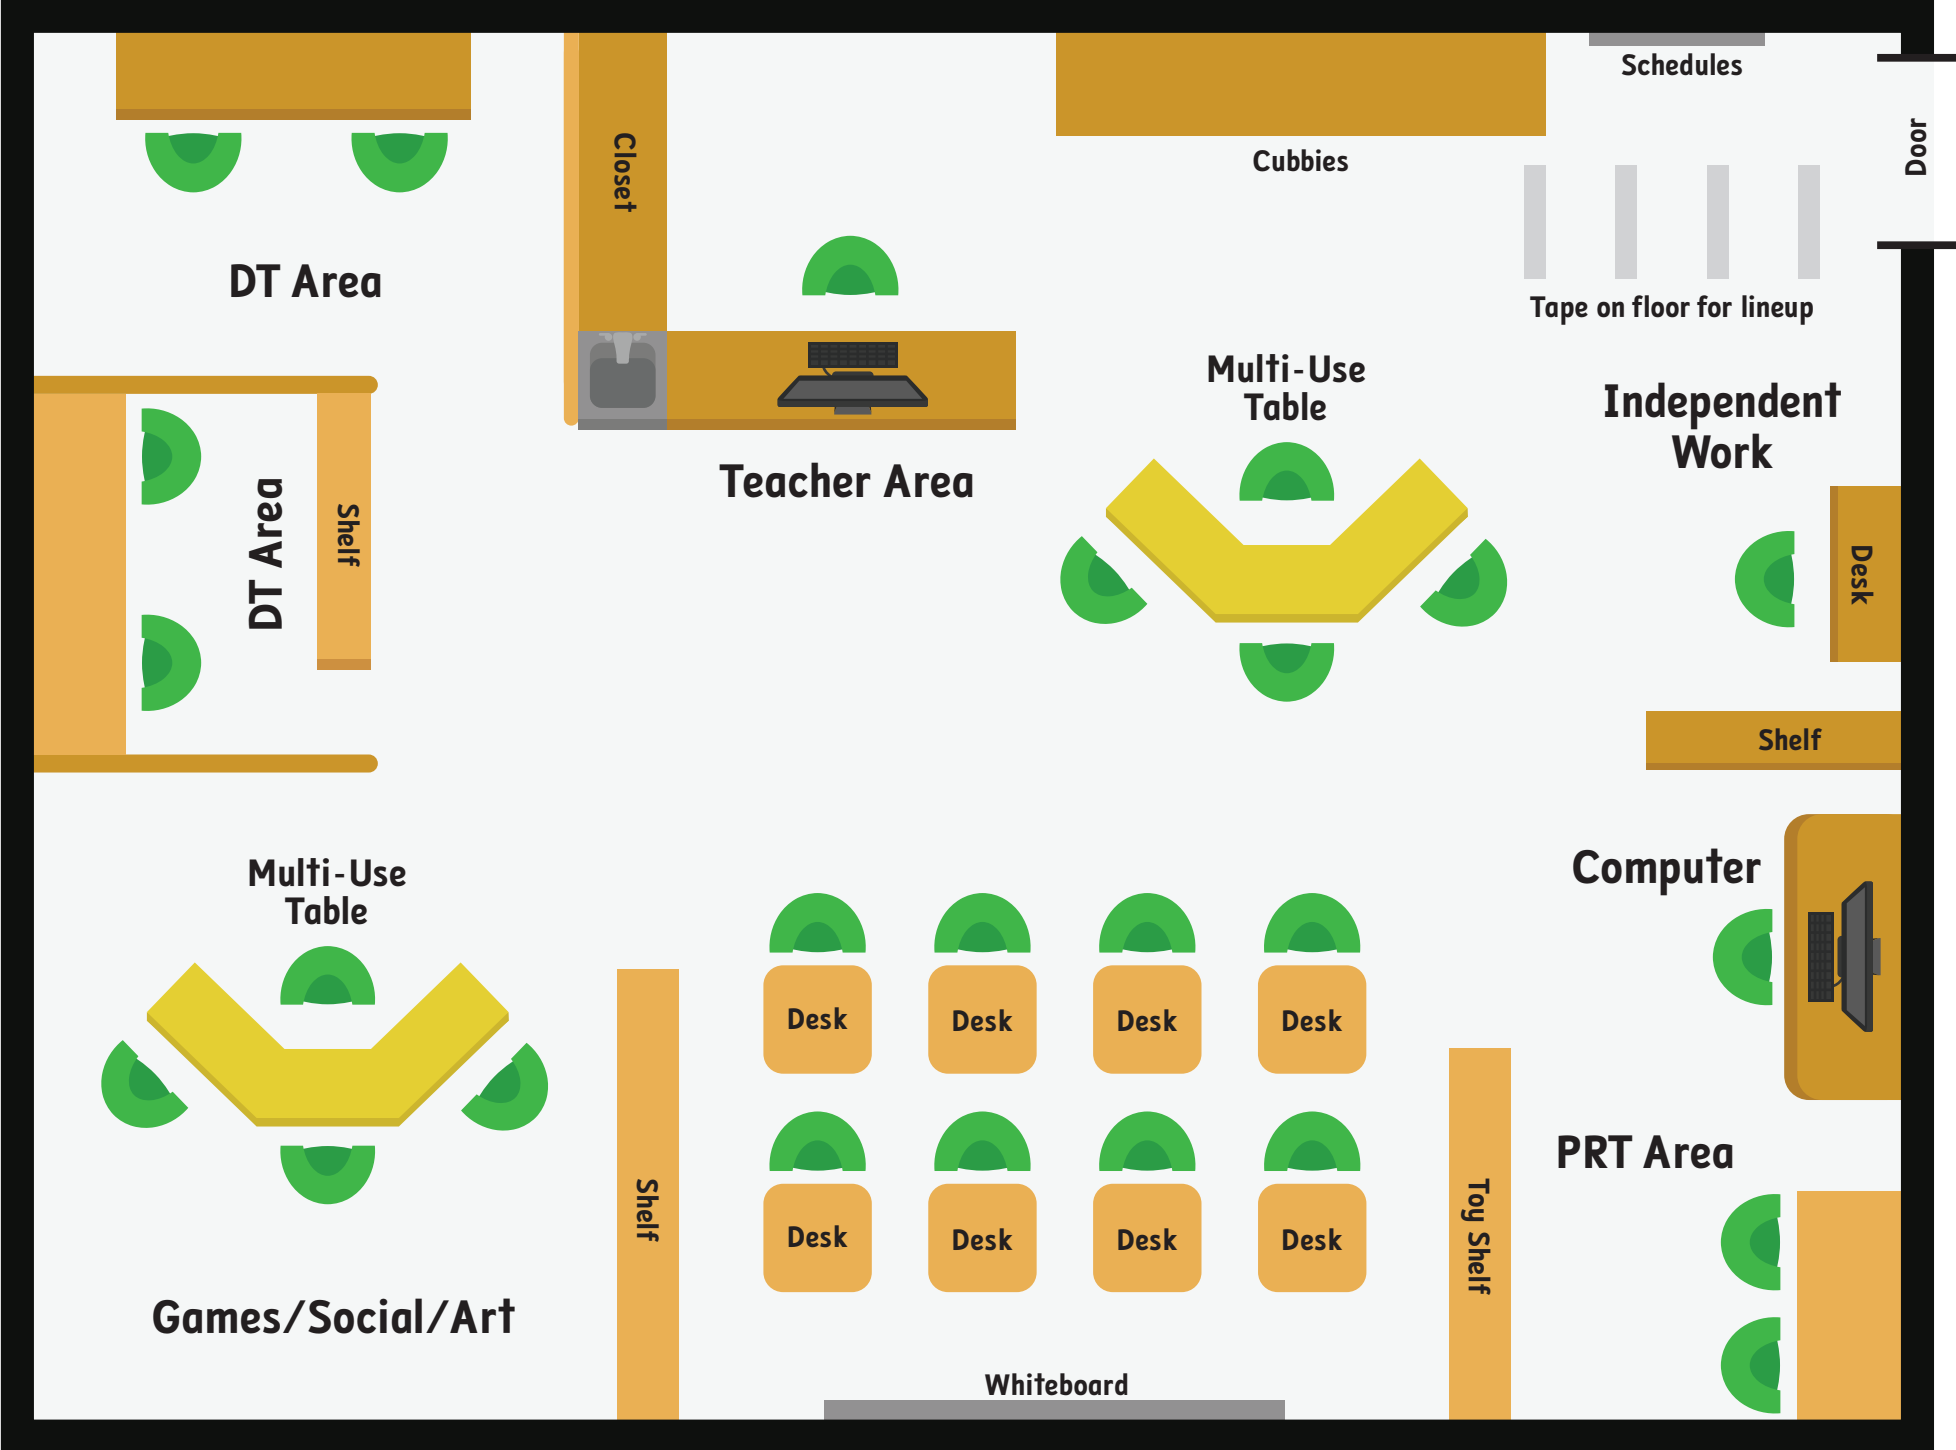 Schedules
Door
Closet
Cubbies
DT Area
Tape on floor for lineup
Multi-Use
Table
Independent
Work
Teacher Area
DT Area
Shelf
Desk
Shelf
Multi-Use
Table
Computer
Desk
Desk
Desk
Desk
PRT Area
Shelf
Desk
Desk
Desk
Desk
Toy Shelf
Games/Social/Art
Whiteboard